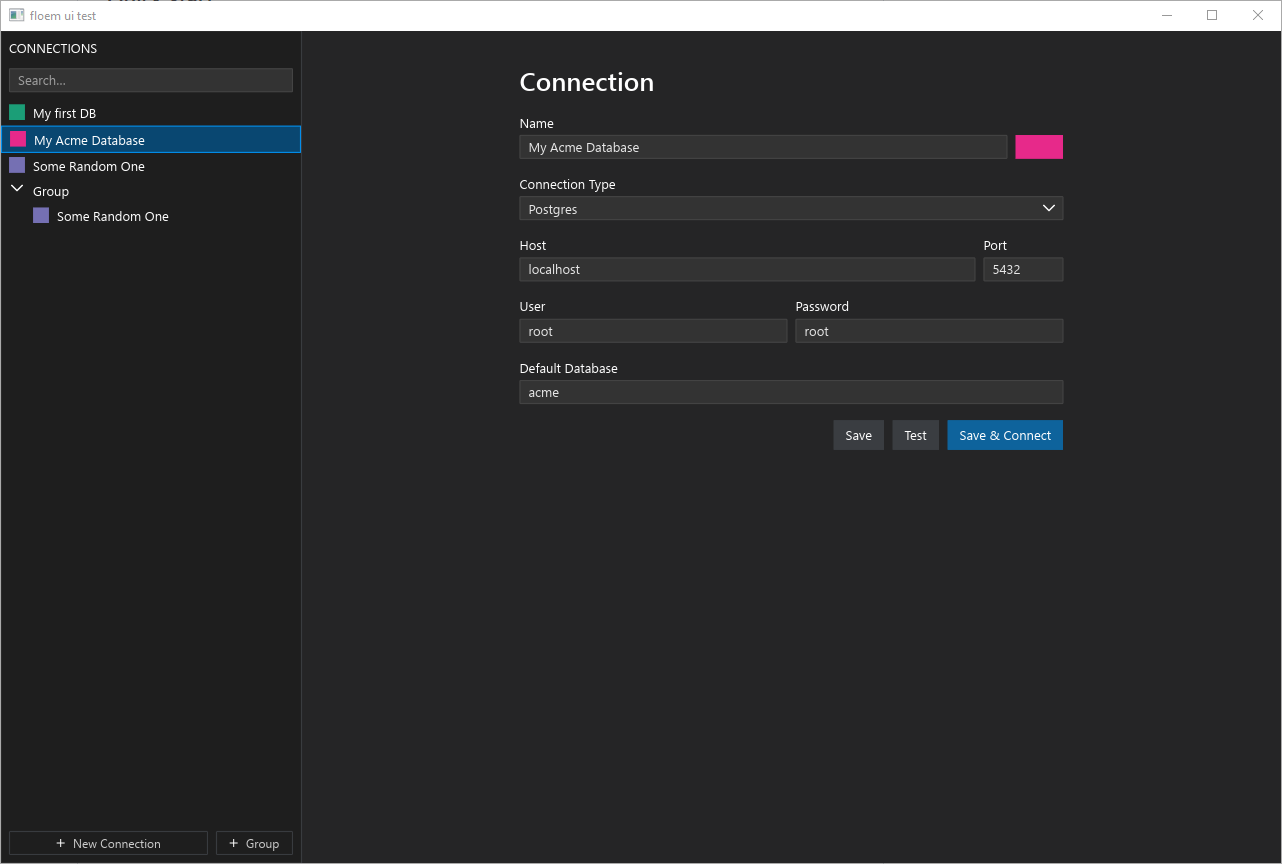 floem ui test
CONNECTIONS
Search...
My first DB
My Acme Database
Some Random One
Group
Some Random One
+ New Connection
+ Group
Connection
Name
My Acme Database
Connection Type
Postgres
Host Port
localhost 5432
User Password
root root
Default Database
acme
Save Test Save & Connect